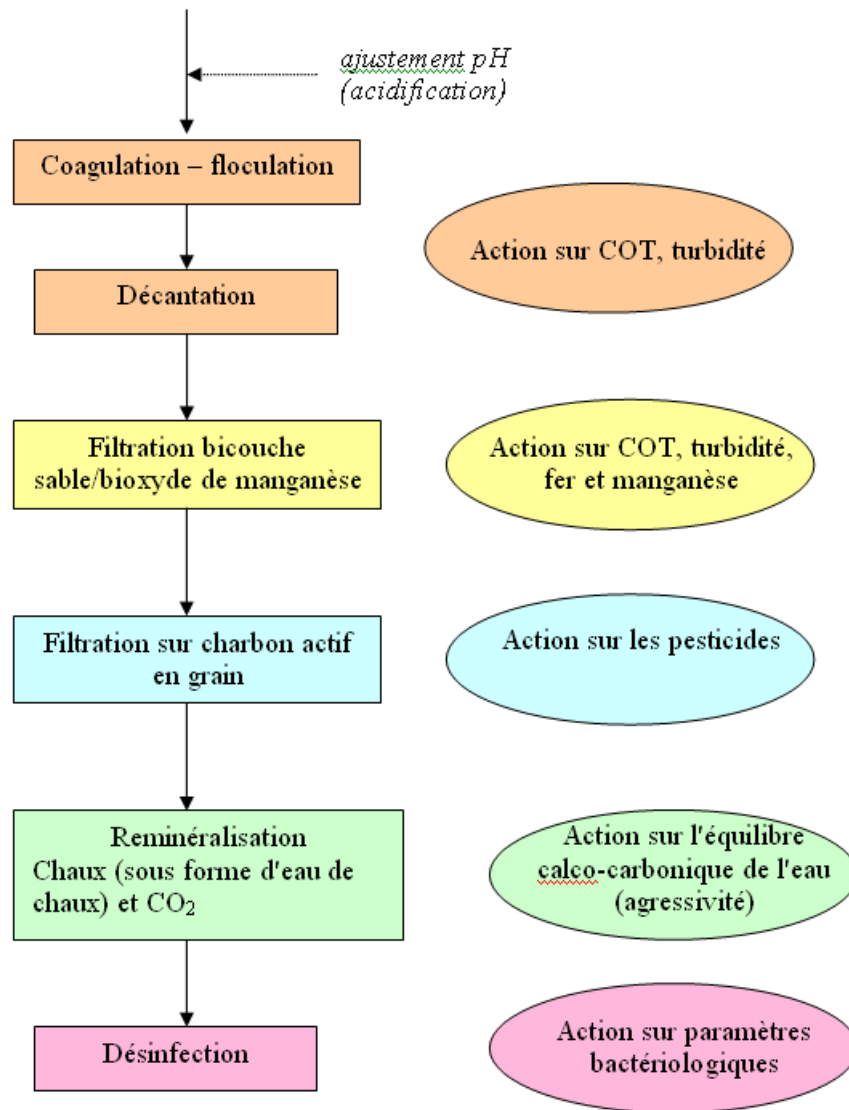 ajustement pH
(acidification)
Coagulation – floculation
Action sur COT, turbidité
Décantation
Filtration bicouche
sable/bioxyde de manganèse
Action sur COT, turbidité,
fer et manganèse
Filtration sur charbon actif
en grain
Action sur les pesticides
Reminéralisation
Chaux (sous forme d'eau de
chaux) et CO₂
Action sur l'équilibre
calco-carbonique de l'eau
(agressivité)
Désinfection
Action sur paramètres
bactériologiques